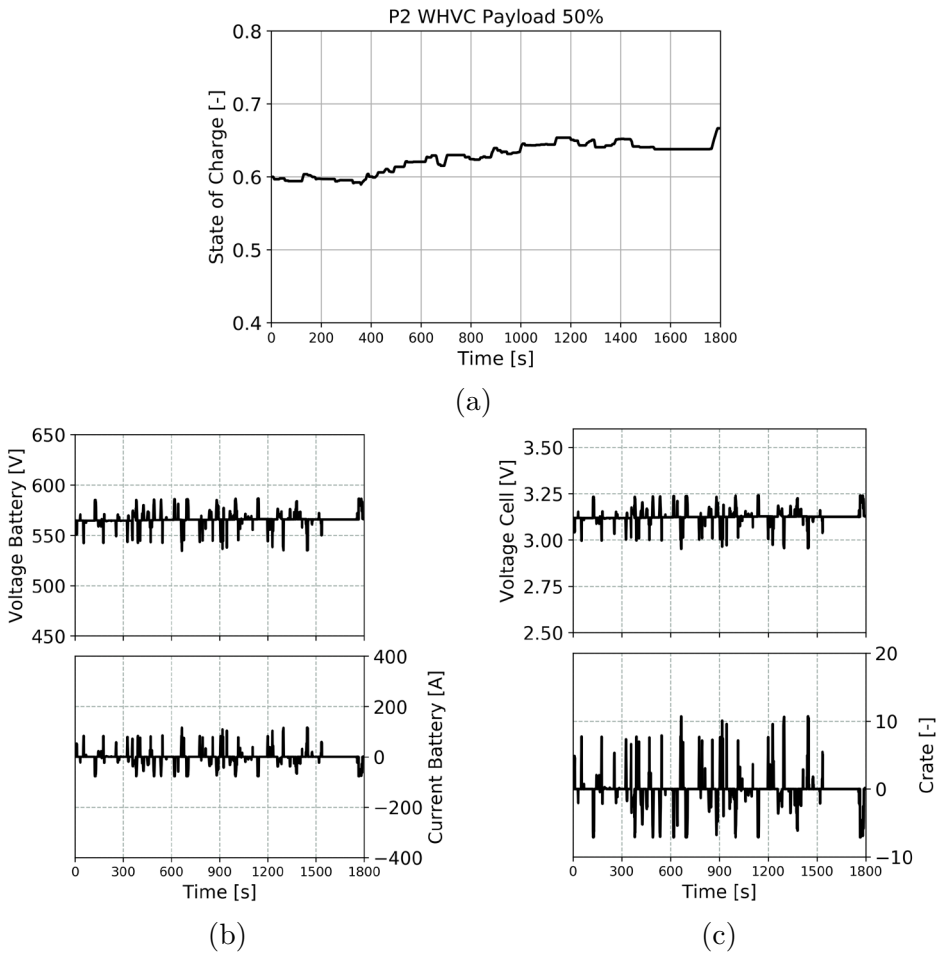 P2 WHVC Payload 50%
0.8
0.7
0.6
0.5
0.4
State of Charge [-]
0 200 400 600 800 1000 1200 1400 1600 1800
Time [s]
(a)
650
600
550
500
450
Voltage Battery [V]
400
200
0
−200
−400
Current Battery [A]
0 300 600 900 1200 1500 1800
Time [s]
(b)
3.50
3.25
3.00
2.75
2.50
Voltage Cell [V]
20
10
0
−10
Crate [-]
0 300 600 900 1200 1500 1800
Time [s]
(c)